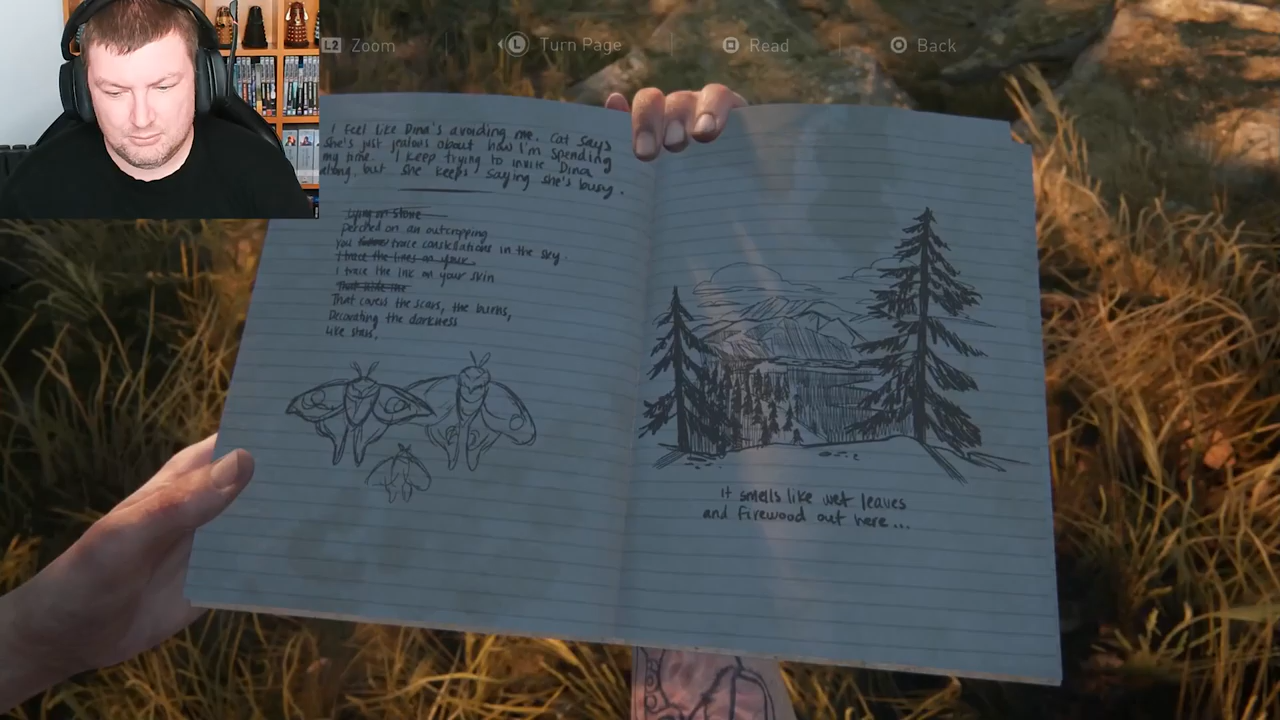 L2 Zoom
L Turn Page
Read
Back
I feel like Dina's avoiding me. Cat says
she's just jealous about how I'm spending
my time. I keep trying to invite Dina
along but she keeps saying she's busy.
Lying on stone
perched on an outcropping
you trace constellations in the sky.
I trace the lines on your
I trace the ink on your skin
That covers the scars, the burns,
Decorating the darkness
Like stars.
It smells like wet leaves
and firewood out here...